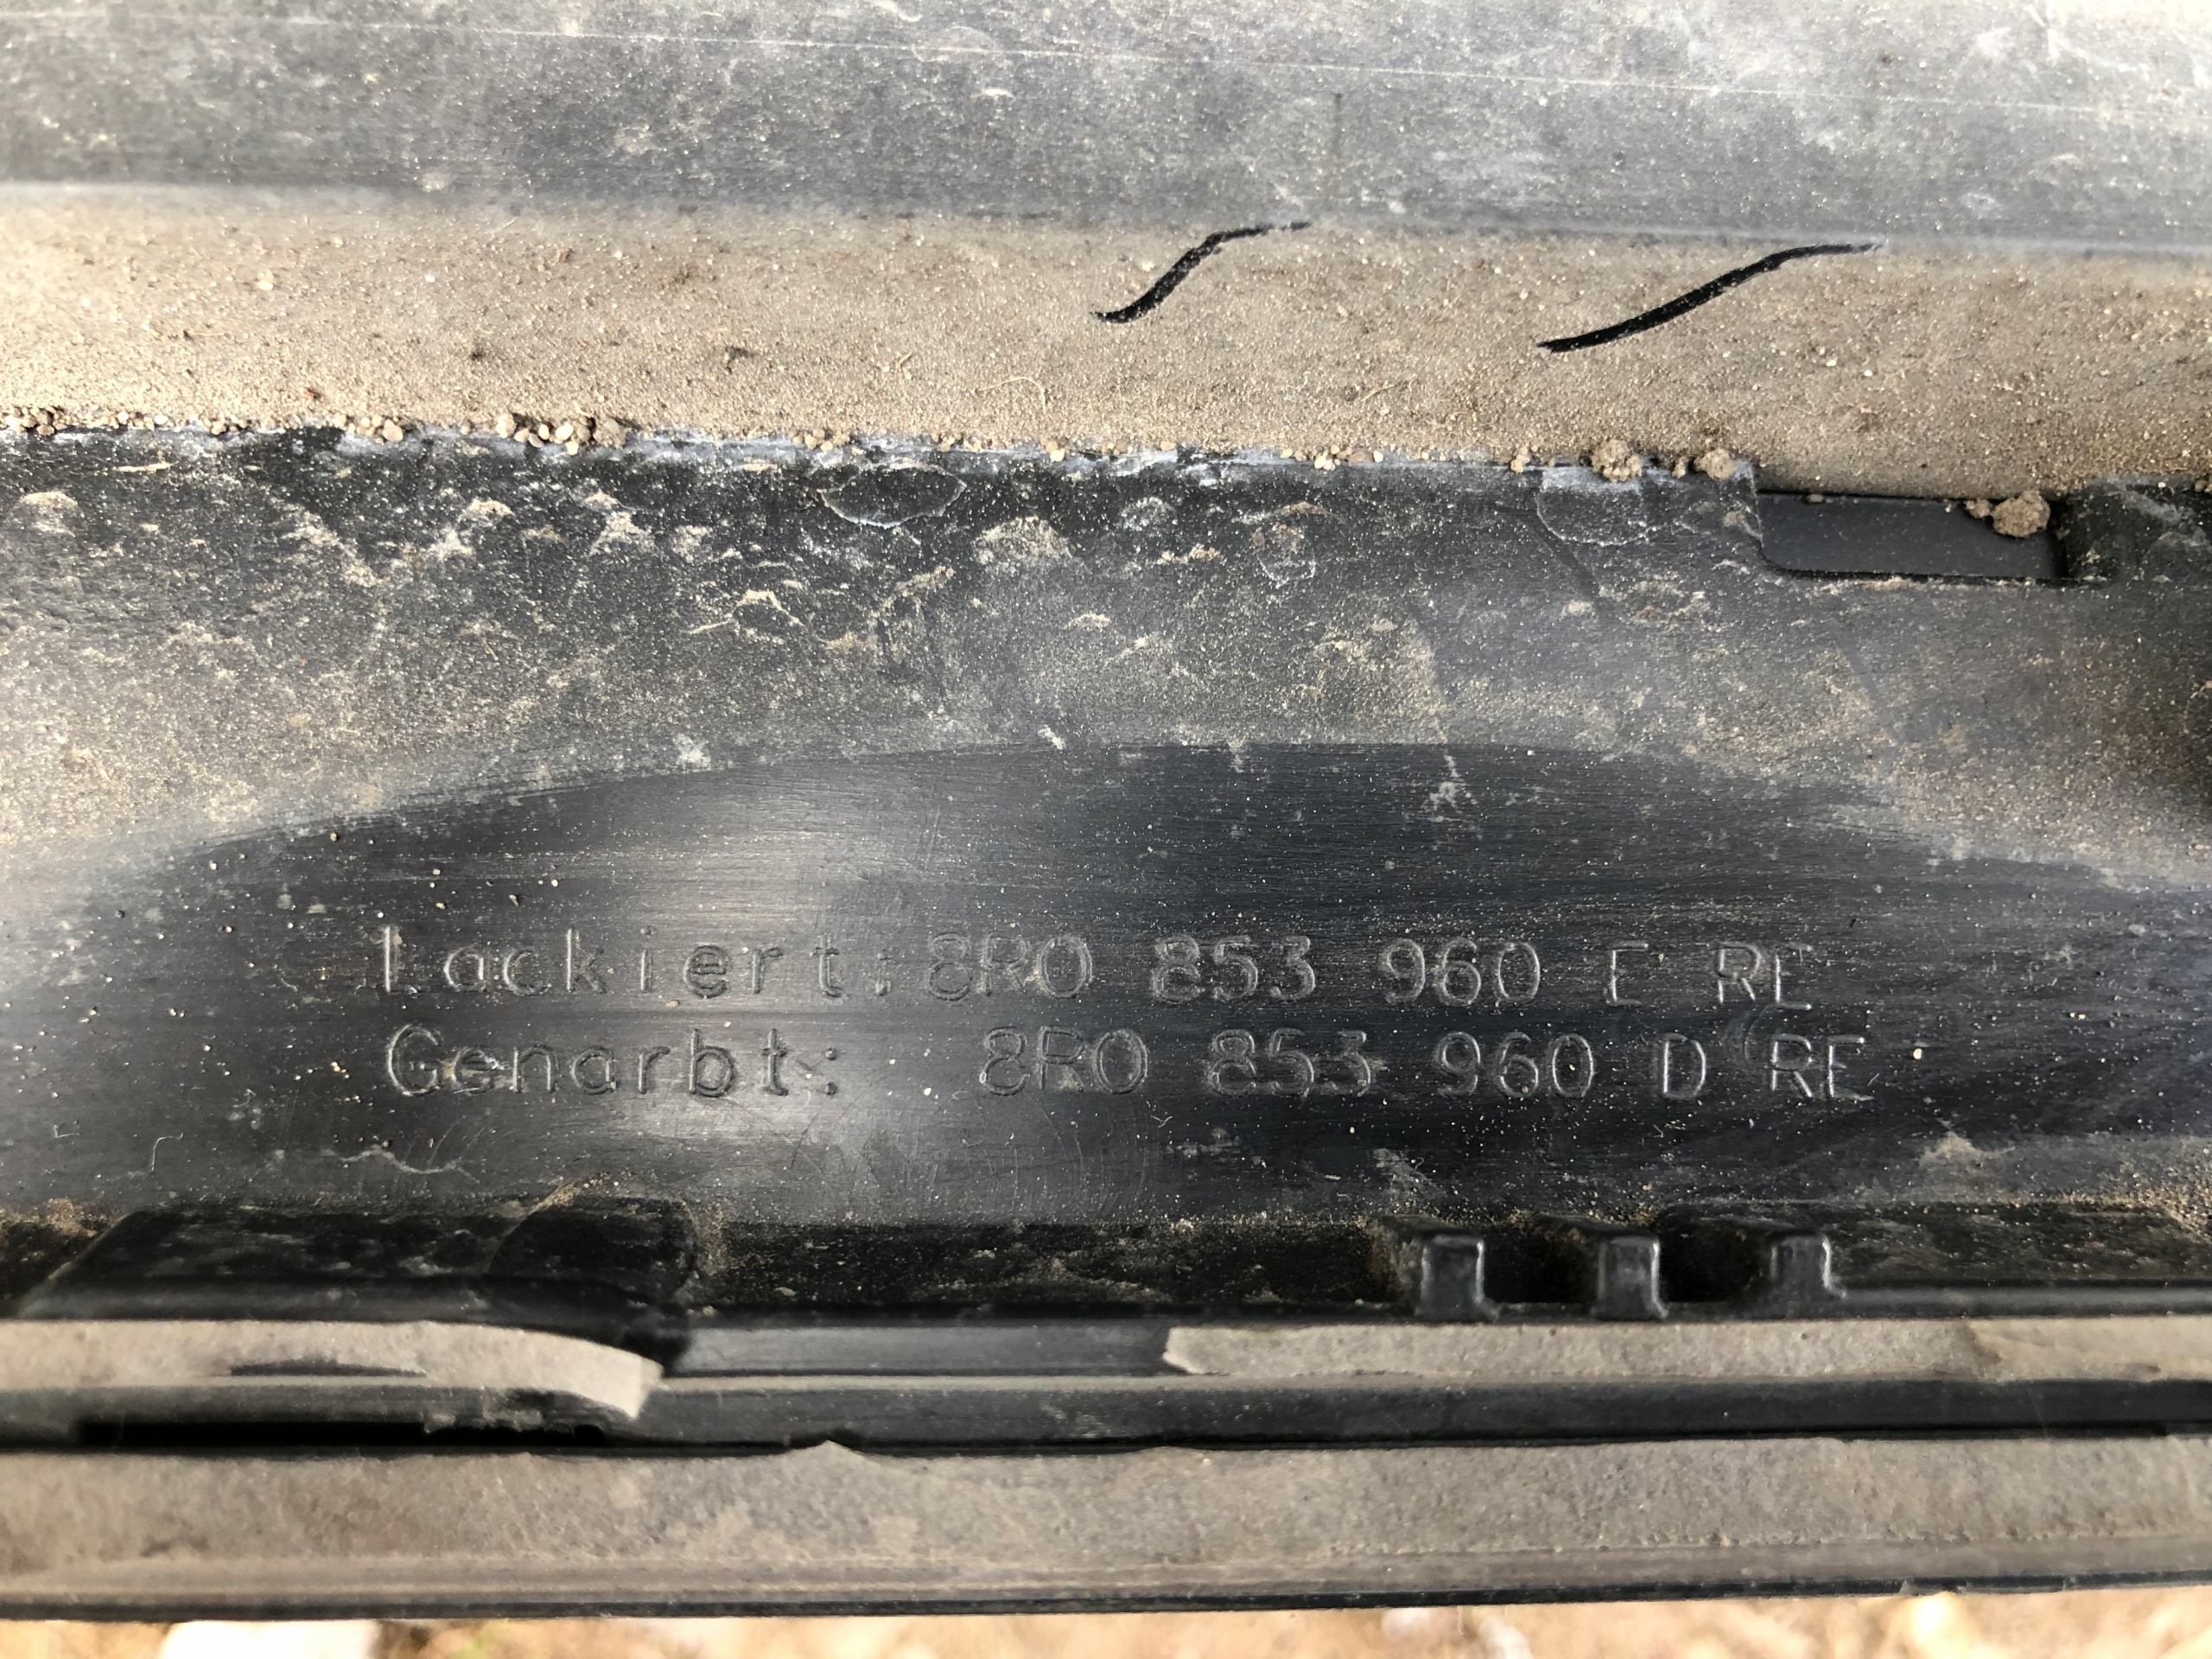 Lackiert: 8R0 853 960 E RE
Genarbt: 8R0 853 960 D RE